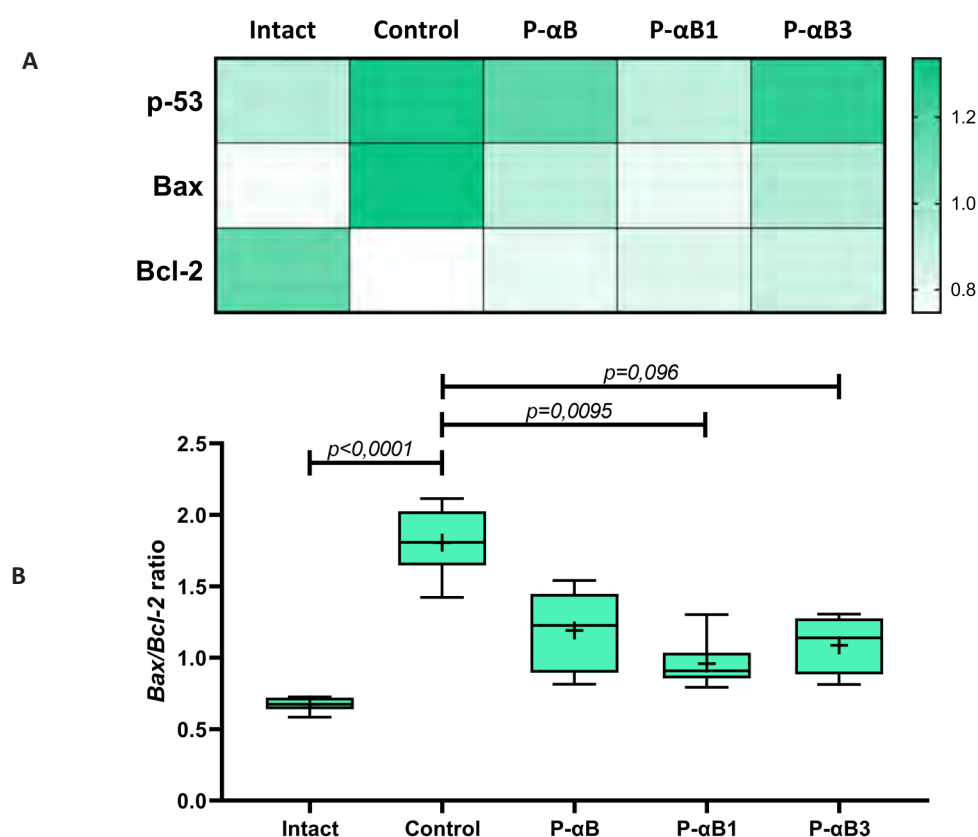 Intact Control P-αB P-αB1 P-αB3
A
p-53
Bax
Bcl-2
1.2
1.0
0.8
p=0,096
p=0,0095
p<0,0001
B
Bax/Bcl-2 ratio
2.5
2.0
1.5
1.0
0.5
0.0
Intact Control P-αB P-αB1 P-αB3